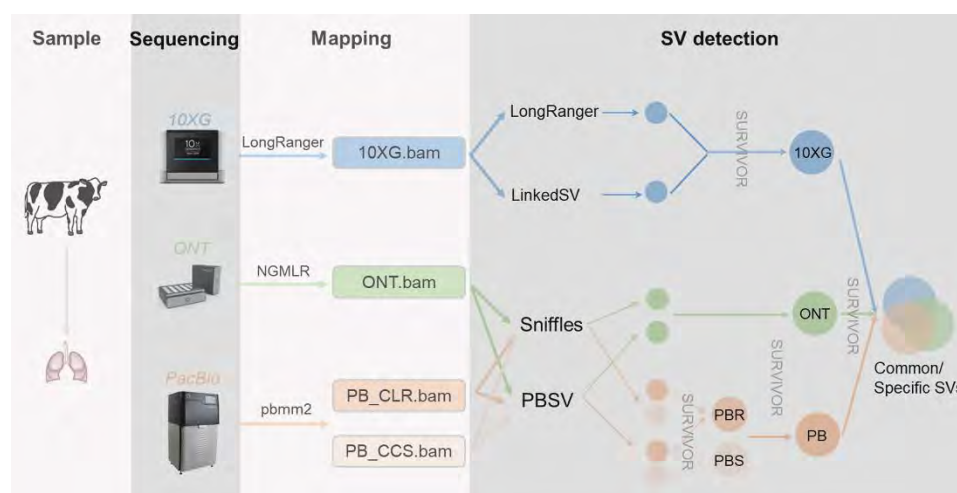 Sample
Sequencing
Mapping
SV detection
10XG
LongRanger
10XG.bam
LongRanger
LinkedSV
SURVIVOR
10XG
ONT
NGMLR
ONT.bam
Sniffles
PBSV
ONT
SURVIVOR
SURVIVOR
Common/
Specific SVs
PacBio
pbmm2
PB_CLR.bam
PB_CCS.bam
SURVIVOR
PBR
PBS
PB